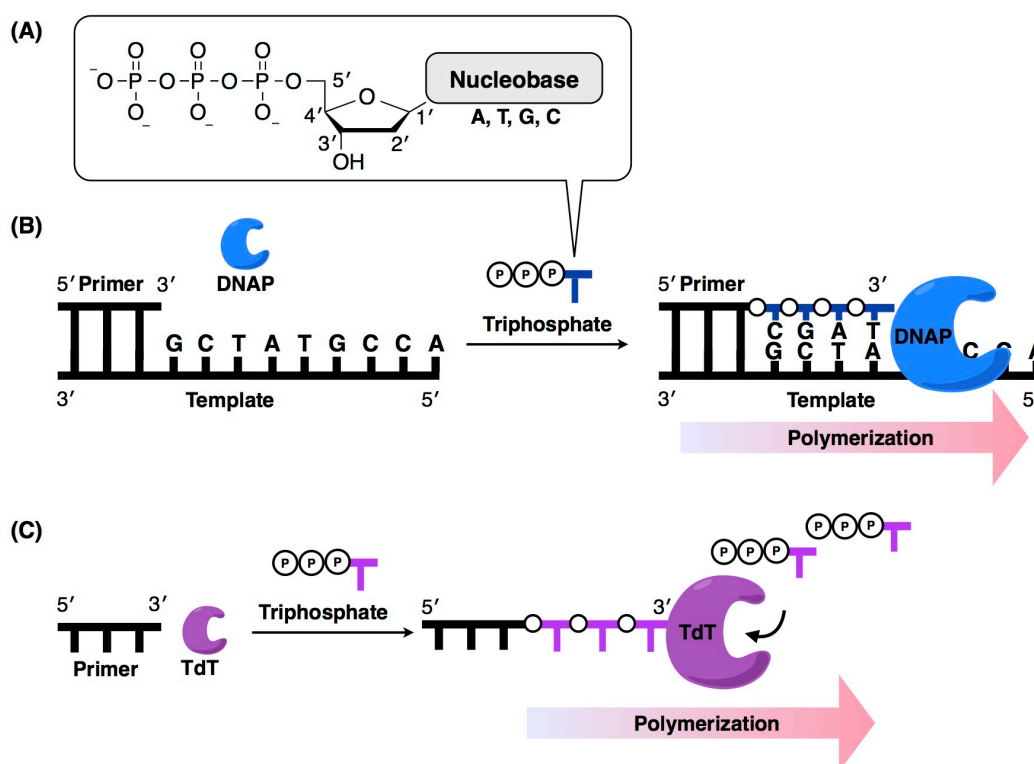 (A)
O O O
⁻O–P–O–P–O–P–O 5′ O Nucleobase
O⁻ O⁻ O⁻ 4′ 1′ A, T, G, C
3′ 2′
OH
(B)
DNAP
5′ Primer 3′
G C T A T G C C A
3′ Template 5′
P P P
Triphosphate
5′ Primer 3′
C G A T
G C T A DNAP C C A
3′ Template 5
Polymerization
(C)
5′ 3′
Primer TdT
P P P
Triphosphate
P P P
P P P
5′ 3′
TdT
Polymerization